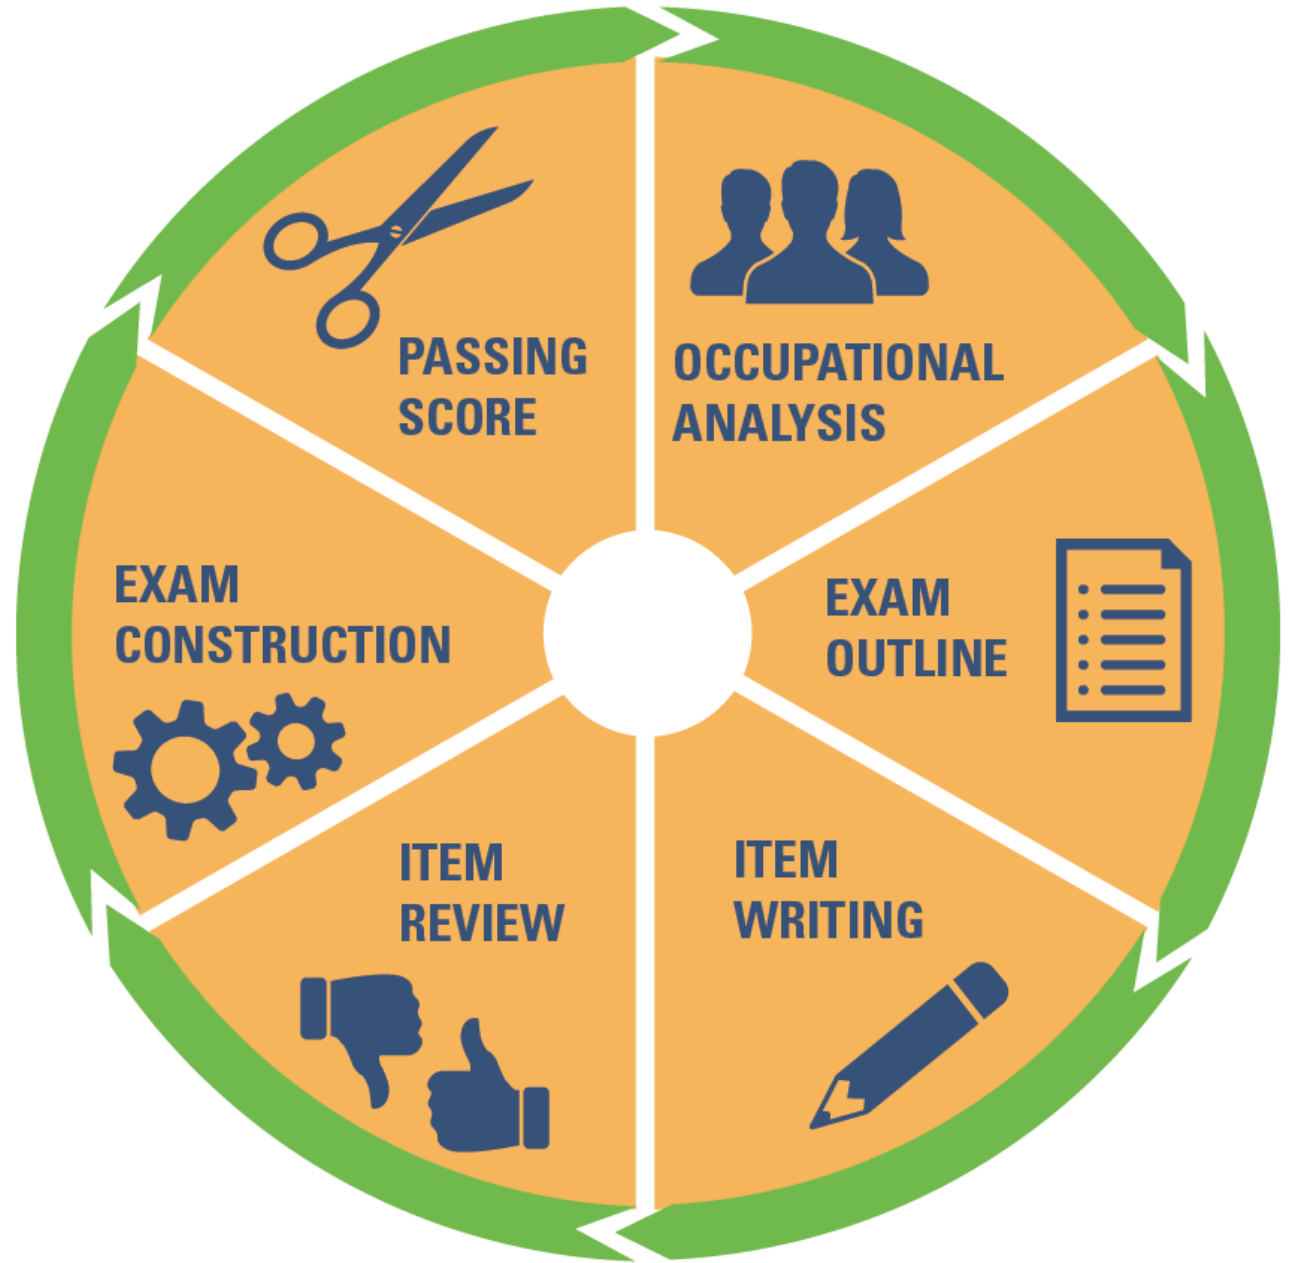 PASSING
SCORE
OCCUPATIONAL
ANALYSIS
EXAM
CONSTRUCTION
EXAM
OUTLINE
ITEM
REVIEW
ITEM
WRITING